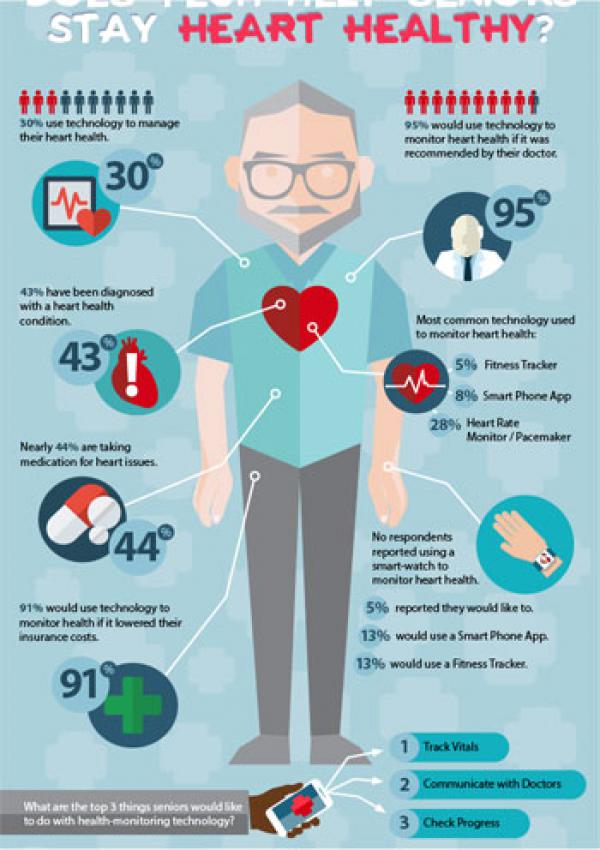 DOES TECH HELP SENIORS
STAY HEART HEALTHY?
30% use technology to manage
their heart health.
30%
95% would use technology to
monitor heart health if it was
recommended by their doctor.
95%
43% have been diagnosed
with a heart health
condition.
43%
Most common technology used
to monitor heart health:
5% Fitness Tracker
8% Smart Phone App
28% Heart Rate
Monitor / Pacemaker
Nearly 44% are taking
medication for heart issues.
44%
No respondents
reported using a
smart-watch to
monitor heart health.
5% reported they would like to.
13% would use a Smart Phone App.
13% would use a Fitness Tracker.
91% would use technology to
monitor health if it lowered their
insurance costs.
91%
What are the top 3 things seniors would like
to do with health-monitoring technology?
1 Track Vitals
2 Communicate with Doctors
3 Check Progress